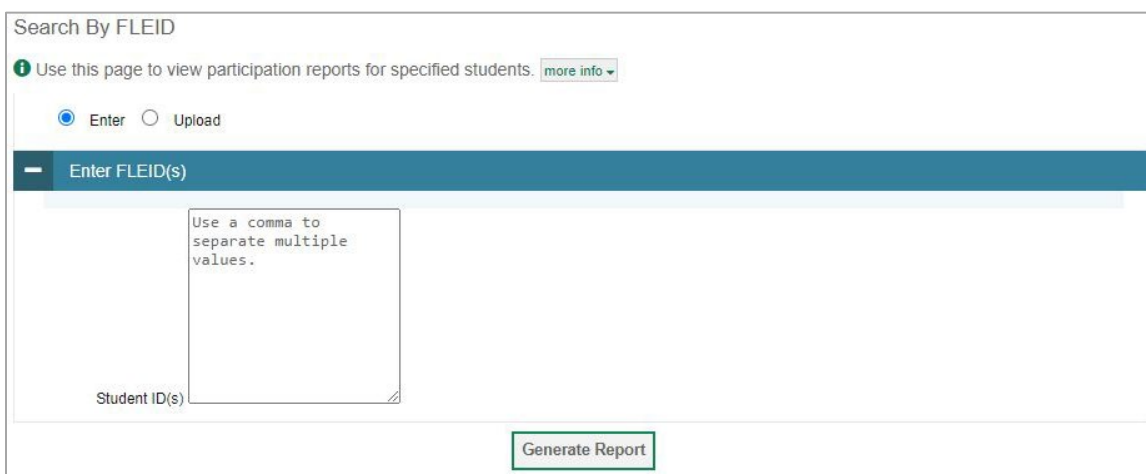 Search By FLEID
Use this page to view participation reports for specified students. more info
Enter Upload
Enter FLEID(s)
Use a comma to
separate multiple
values.
Student ID(s)
Generate Report